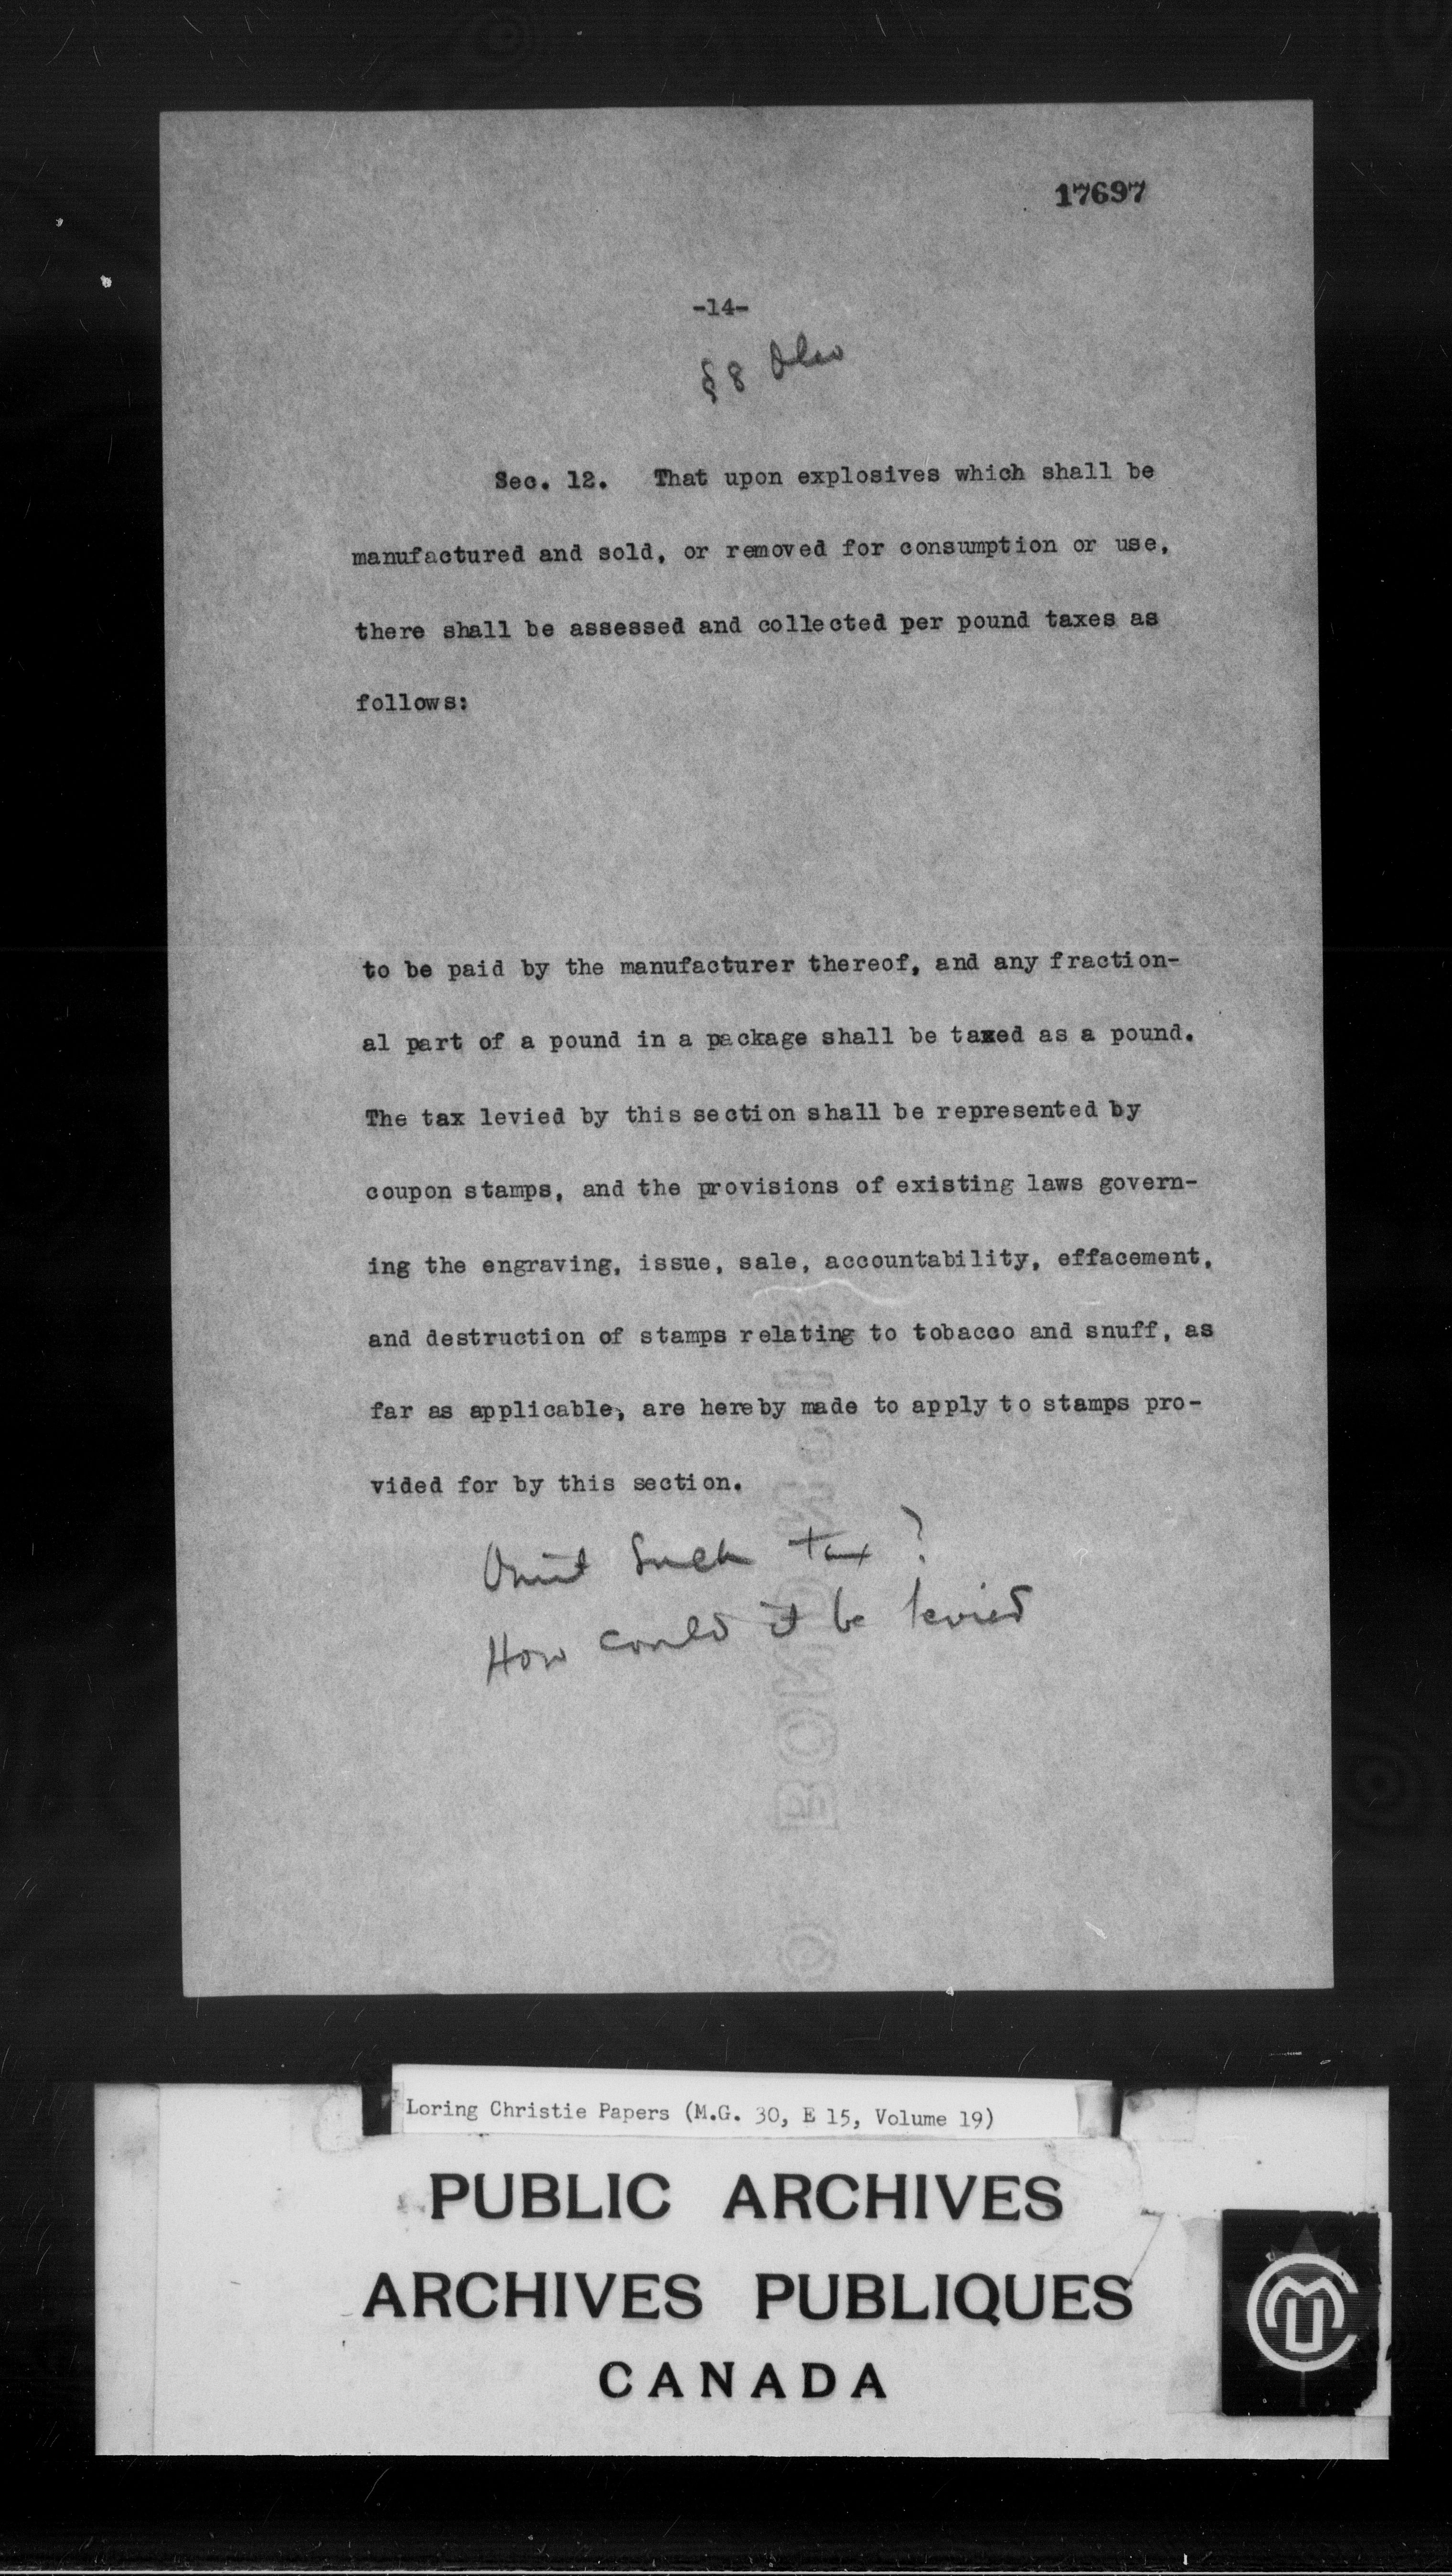 17697
-14-
§ 8 Oleo
Sec. 12. That upon explosives which shall be
manufactured and sold, or removed for consumption or use,
there shall be assessed and collected per pound taxes as
follows:
to be paid by the manufacturer thereof, and any fraction-
al part of a pound in a package shall be taxed as a pound.
The tax levied by this section shall be represented by
coupon stamps, and the provisions of existing laws govern-
ing the engraving, issue, sale, accountability, effacement,
and destruction of stamps relating to tobacco and snuff, as
far as applicable, are hereby made to apply to stamps pro-
vided for by this section.
Omit such tax?
How could it be levied
Loring Christie Papers (M.G. 30, E 15, Volume 19)
PUBLIC ARCHIVES
ARCHIVES PUBLIQUES
CANADA